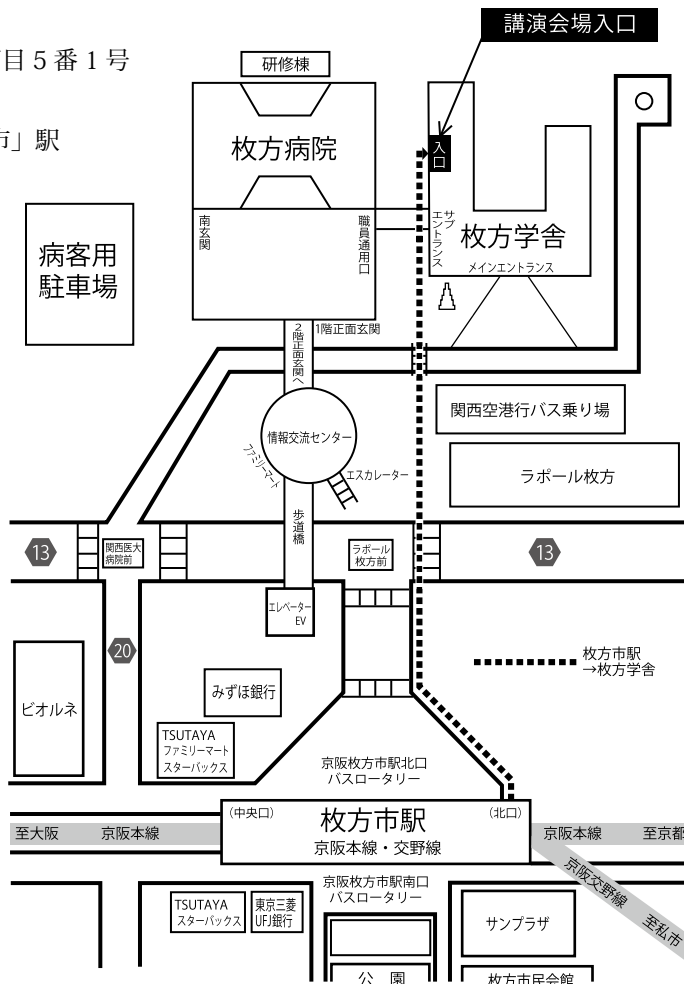 講演会場入口
目5番1号
研修棟
市」駅
枚方病院
入口
病客用
駐車場
南玄関
職員通用口
サブ
エントランス
枚方学舎
メインエントランス
2階正面玄関へ
1階正面玄関
関西空港行バス乗り場
情報交流センター
ファミリーマート
エスカレーター
ラポール枚方
歩道橋
13
関西医大
病院前
ラポール
枚方前
13
エレベーター
EV
20
枚方市駅
→枚方学舎
みずほ銀行
ビオルネ
TSUTAYA
ファミリーマート
スターバックス
京阪枚方市駅北口
バスロータリー
(中央口)
枚方市駅
(北口)
京阪本線・交野線
至大阪
京阪本線
京阪本線
至京都
京阪交野線
至私市
京阪枚方市駅南口
バスロータリー
TSUTAYA
スターバックス
東京三菱
UFJ銀行
サンプラザ
公園
枚方市民会館